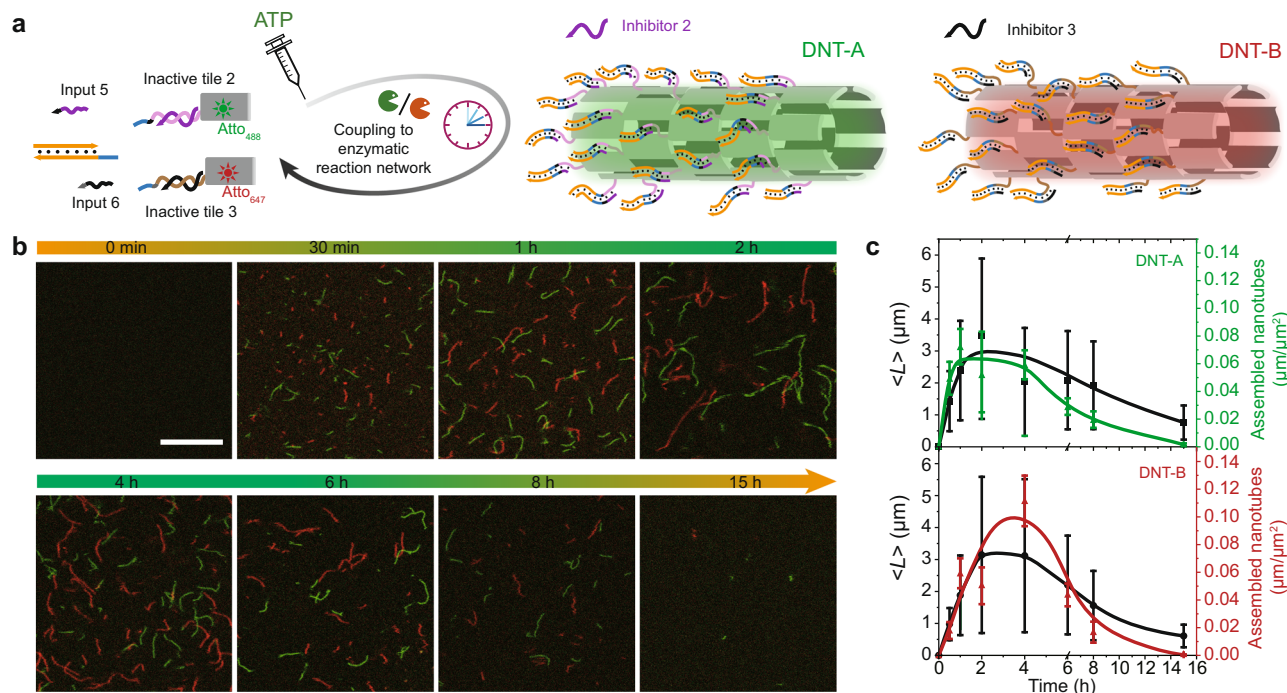 a
ATP
Inhibitor 2
DNT-A
Inhibitor 3
DNT-B
Input 5
Inactive tile 2
Atto488
Coupling to
enzymatic
reaction network
Input 6
Inactive tile 3
Atto647
b
0 min
30 min
1 h
2 h
4 h
6 h
8 h
15 h
c
DNT-A
6
5
4
3
2
1
0
<L> (μm)
0.14
0.12
0.10
0.08
0.06
0.04
0.02
0.00
Assembled nanotubes
(μm/μm²)
DNT-B
6
5
4
3
2
1
0
<L> (μm)
0.14
0.12
0.10
0.08
0.06
0.04
0.02
0.00
Assembled nanotubes
(μm/μm²)
0 2 4 6 8 10 12 14 16
Time (h)